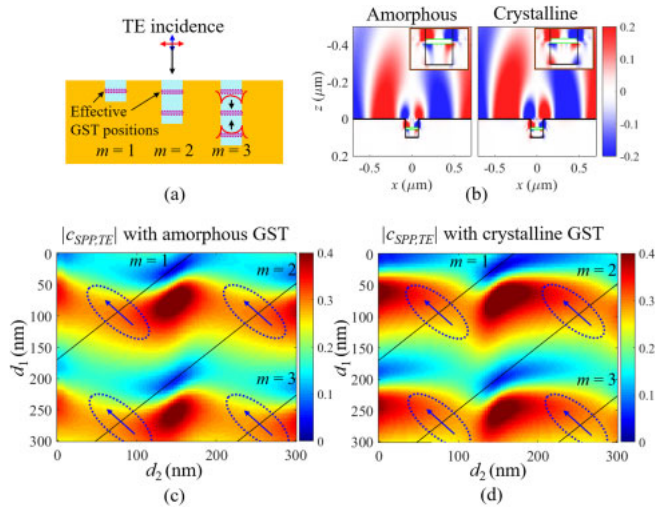 TE incidence
Effective
GST positions
m = 1
m = 2
m = 3
(a)
Amorphous
Crystalline
-0.4
-0.2
0
0.2
z (μm)
-0.5
0
0.5
x (μm)
-0.5
0
0.5
x (μm)
0.2
0.1
0
-0.1
-0.2
(b)
|cSPP,TE| with amorphous GST
0
50
100
150
200
250
300
d1 (nm)
m = 1
m = 2
m = 3
0
100
200
300
d2 (nm)
0.4
0.3
0.2
0.1
0
(c)
|cSPP,TE| with crystalline GST
0
50
100
150
200
250
300
d1 (nm)
m = 1
m = 2
m = 3
0
100
200
300
d2 (nm)
0.4
0.3
0.2
0.1
0
(d)